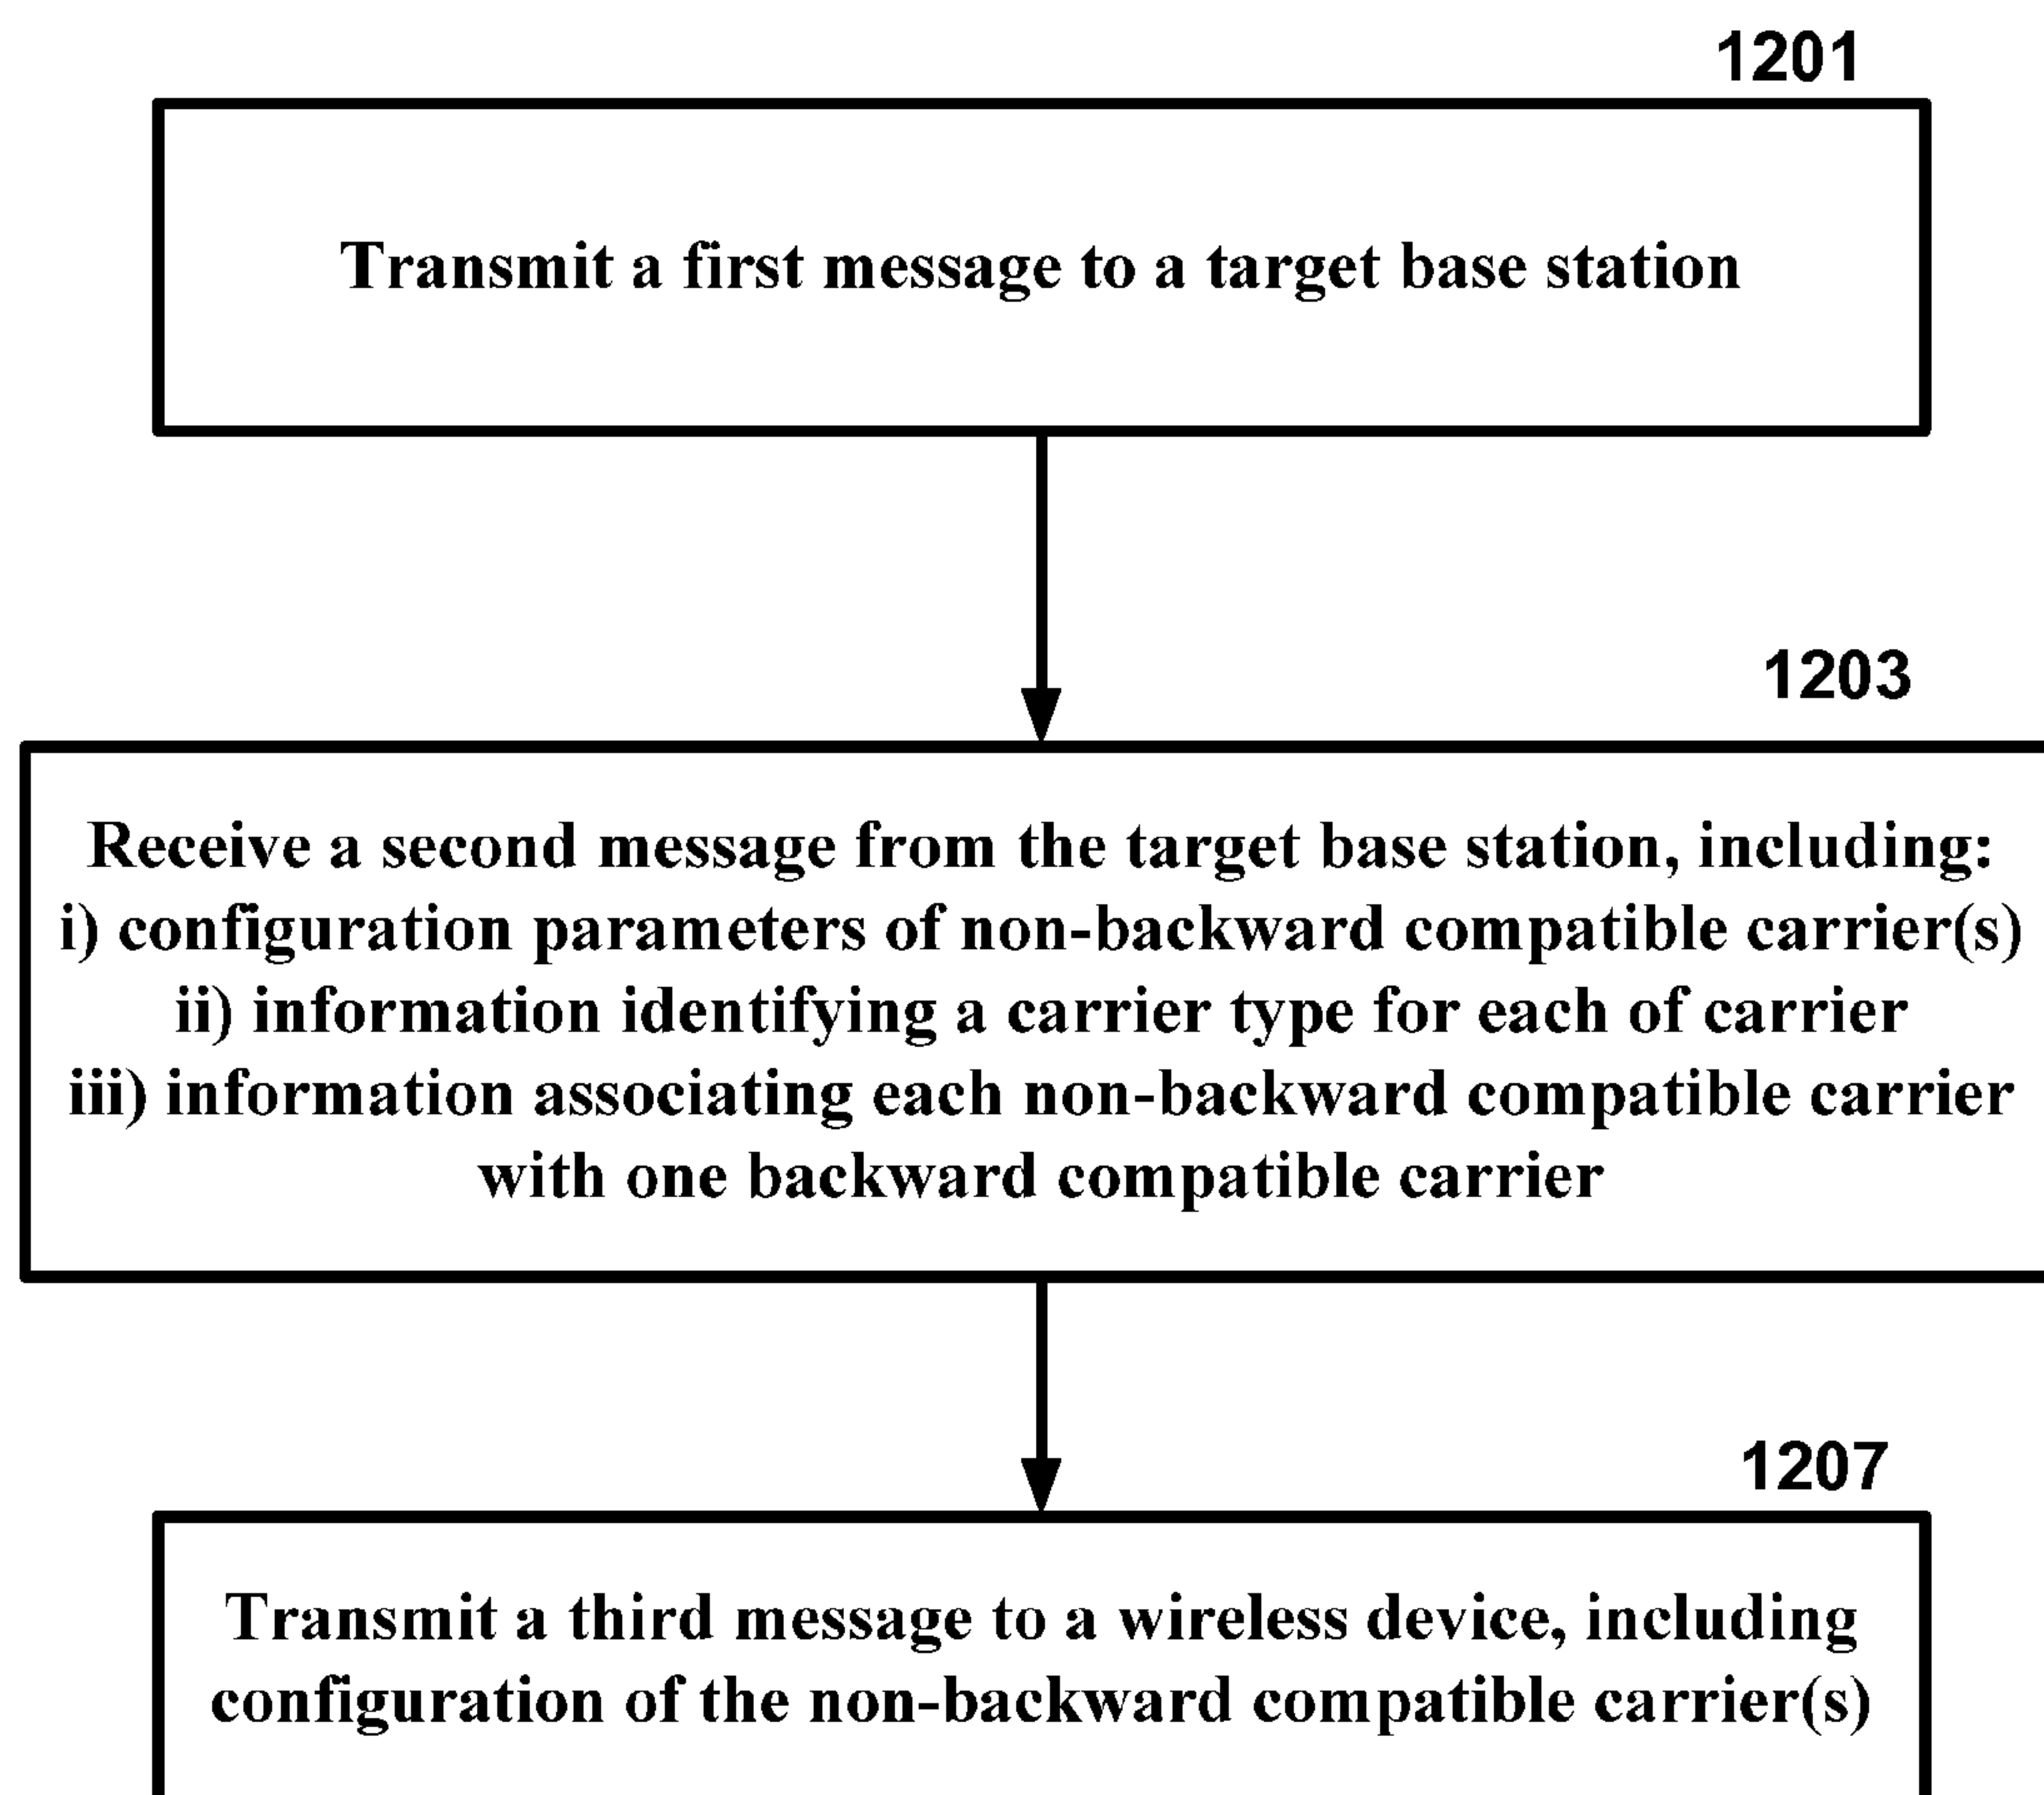 1201
Transmit a first message to a target base station
1203
Receive a second message from the target base station, including:
i) configuration parameters of non-backward compatible carrier(s)
ii) information identifying a carrier type for each of carrier
iii) information associating each non-backward compatible carrier
with one backward compatible carrier
1207
Transmit a third message to a wireless device, including
configuration of the non-backward compatible carrier(s)